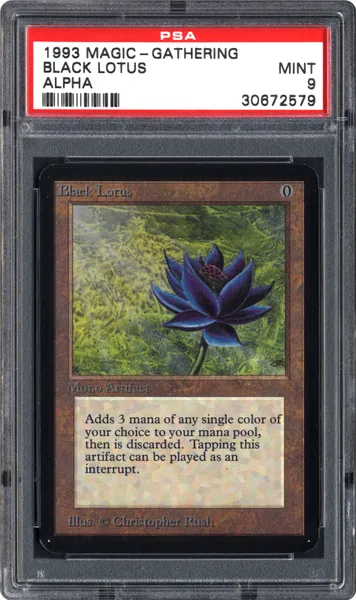 PSA
1993 MAGIC - GATHERING
BLACK LOTUS MINT
ALPHA 9
30672579
Black Lotus 0
Mono Artifact
Adds 3 mana of any single color of
your choice to your mana pool,
then is discarded. Tapping this
artifact can be played as an
interrupt.
Illus. © Christopher Rush